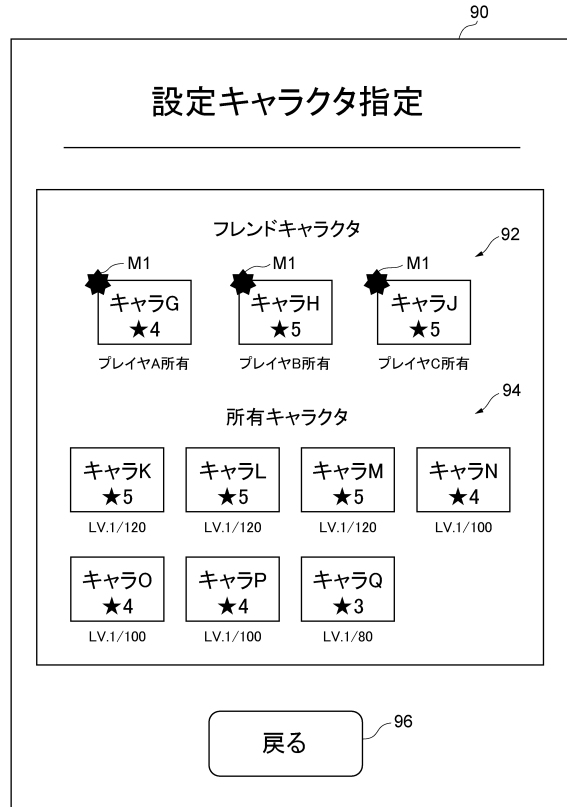 90
設定キャラクタ指定
フレンドキャラクタ
92
M1 M1 M1
キャラG キャラH キャラJ
★4 ★5 ★5
プレイヤA所有 プレイヤB所有 プレイヤC所有
94
所有キャラクタ
キャラK キャラL キャラM キャラN
★5 ★5 ★5 ★4
LV.1/120 LV.1/120 LV.1/120 LV.1/100
キャラO キャラP キャラQ
★4 ★4 ★3
LV.1/100 LV.1/100 LV.1/80
戻る
96